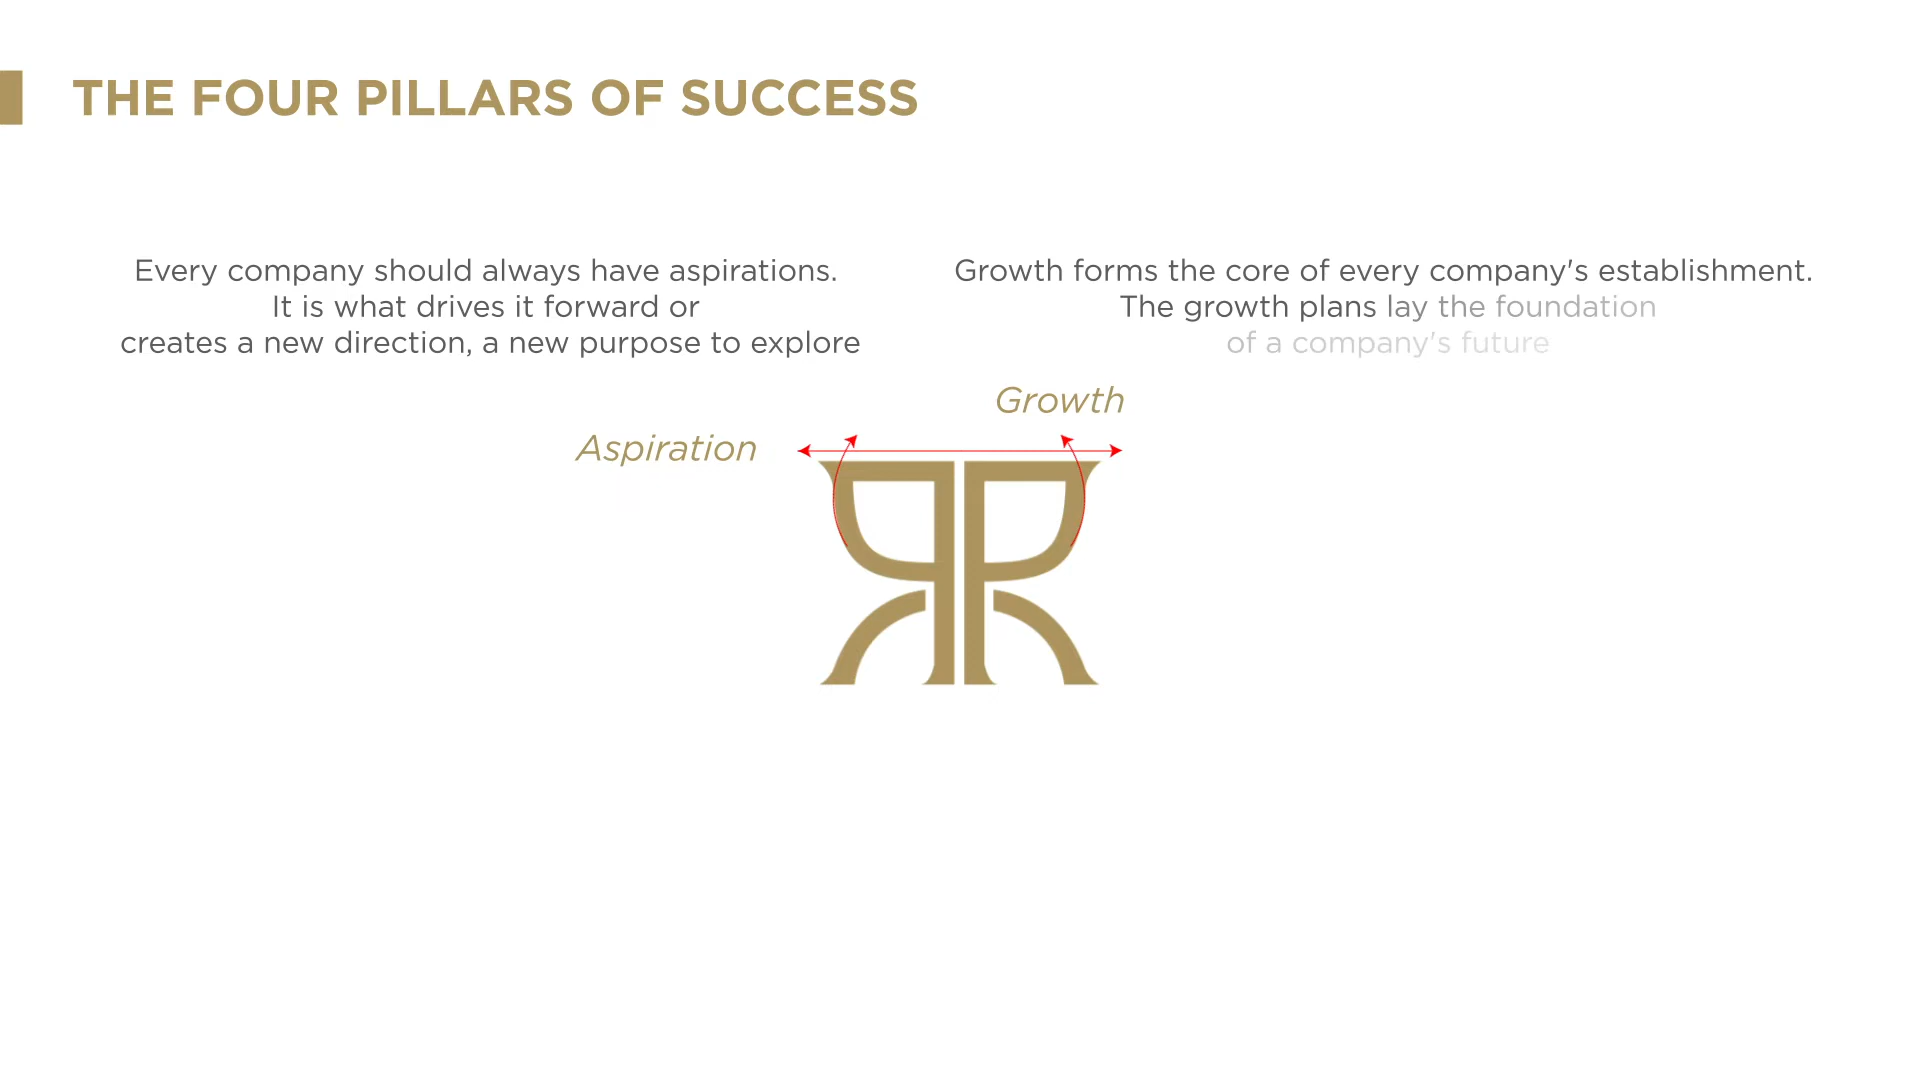 THE FOUR PILLARS OF SUCCESS
Every company should always have aspirations.
It is what drives it forward or
creates a new direction, a new purpose to explore
Growth forms the core of every company's establishment.
The growth plans lay the foundation
of a company's future
Growth
Aspiration